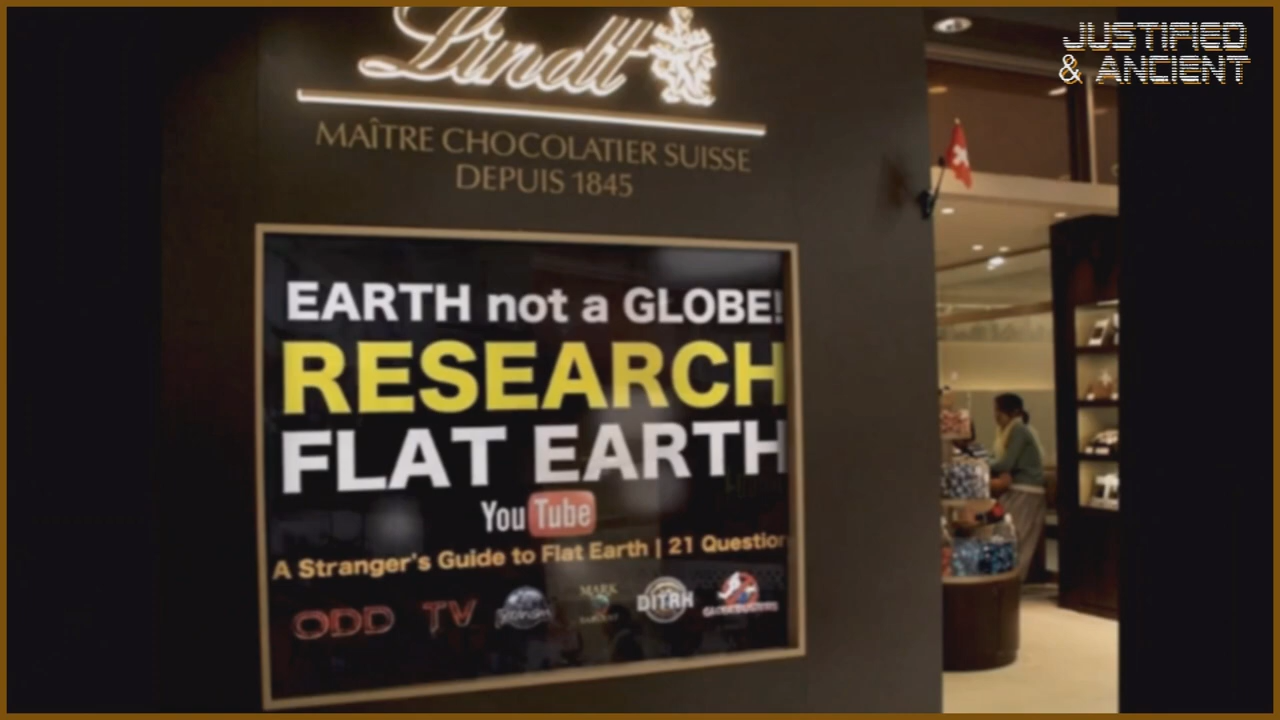 JUSTIFIED
& ANCIENT
Lindt
MAÎTRE CHOCOLATIER SUISSE
DEPUIS 1845
EARTH not a GLOBE!
RESEARCH
FLAT EARTH
YouTube
A Stranger's Guide to Flat Earth | 21 Question
ODD TV
MARK
DITRH